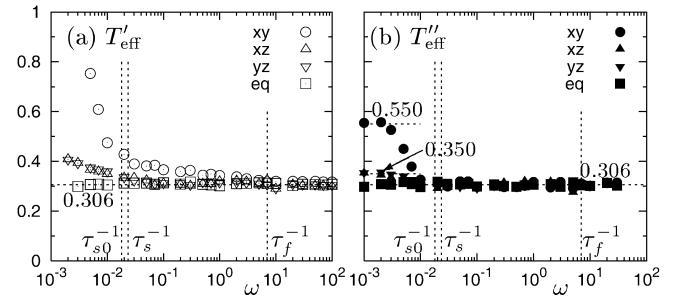 (a) T′eff
xy
xz
yz
eq
1
0.8
0.6
0.4
0.2
0
0.306
τs0⁻¹ τs⁻¹ τf⁻¹
10⁻³ 10⁻² 10⁻¹ 10⁰ 10¹ 10²
ω
(b) T″eff
xy
xz
yz
eq
0.550
0.350
0.306
τs0⁻¹ τs⁻¹ τf⁻¹
10⁻³ 10⁻² 10⁻¹ 10⁰ 10¹ 10²
ω